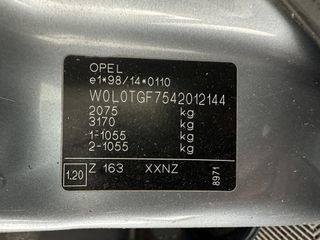 OPEL
e1*98/14*0110
W0L0TGF7542012144
2075 kg
3170 kg
1-1055 kg
2-1055 kg
1.20 Z 163 XXNZ
8971